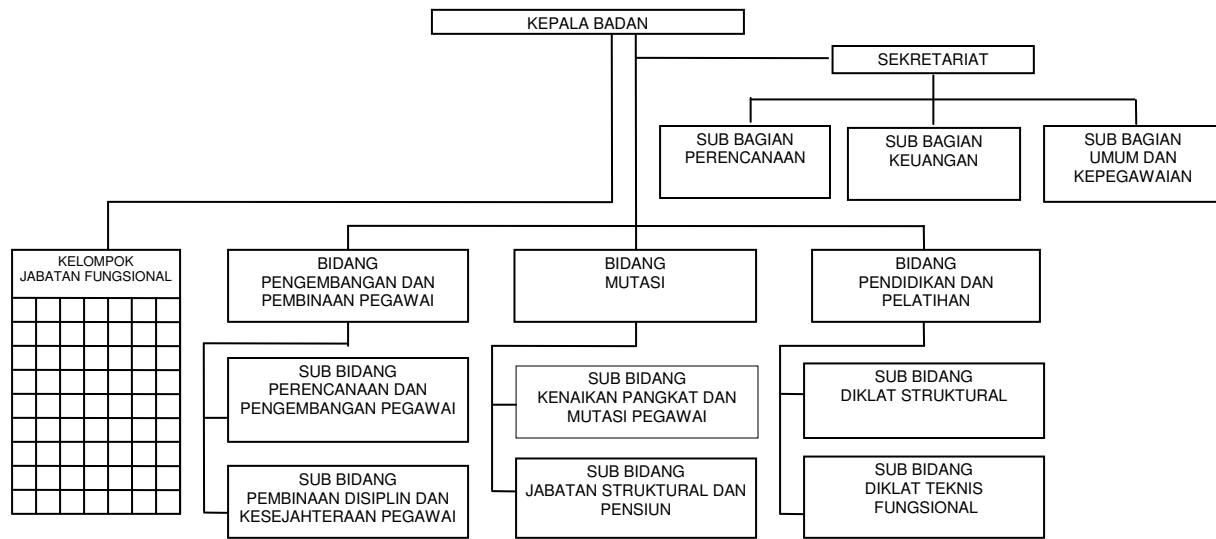 KEPALA BADAN
SEKRETARIAT
SUB BAGIAN
PERENCANAAN
SUB BAGIAN
KEUANGAN
SUB BAGIAN
UMUM DAN
KEPEGAWAIAN
KELOMPOK
JABATAN FUNGSIONAL
BIDANG
PENGEMBANGAN DAN
PEMBINAAN PEGAWAI
BIDANG
MUTASI
BIDANG
PENDIDIKAN DAN
PELATIHAN
SUB BIDANG
PERENCANAAN DAN
PENGEMBANGAN PEGAWAI
SUB BIDANG
KENAIKAN PANGKAT DAN
MUTASI PEGAWAI
SUB BIDANG
DIKLAT STRUKTURAL
SUB BIDANG
PEMBINAAN DISIPLIN DAN
KESEJAHTERAAN PEGAWAI
SUB BIDANG
JABATAN STRUKTURAL DAN
PENSIUN
SUB BIDANG
DIKLAT TEKNIS
FUNGSIONAL